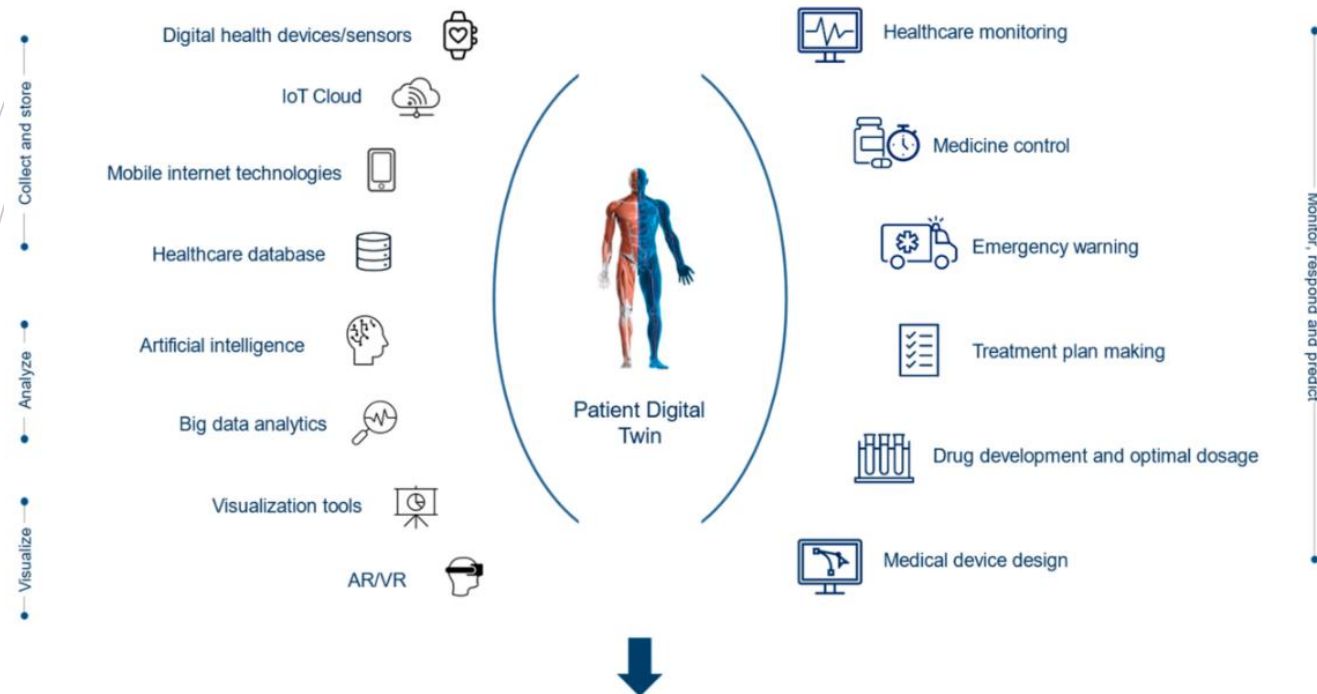 Collect and store
Analyze
Visualize
Digital health devices/sensors
IoT Cloud
Mobile internet technologies
Healthcare database
Artificial intelligence
Big data analytics
Visualization tools
AR/VR
Patient Digital
Twin
Healthcare monitoring
Medicine control
Emergency warning
Treatment plan making
Drug development and optimal dosage
Medical device design
Monitor, respond and predict